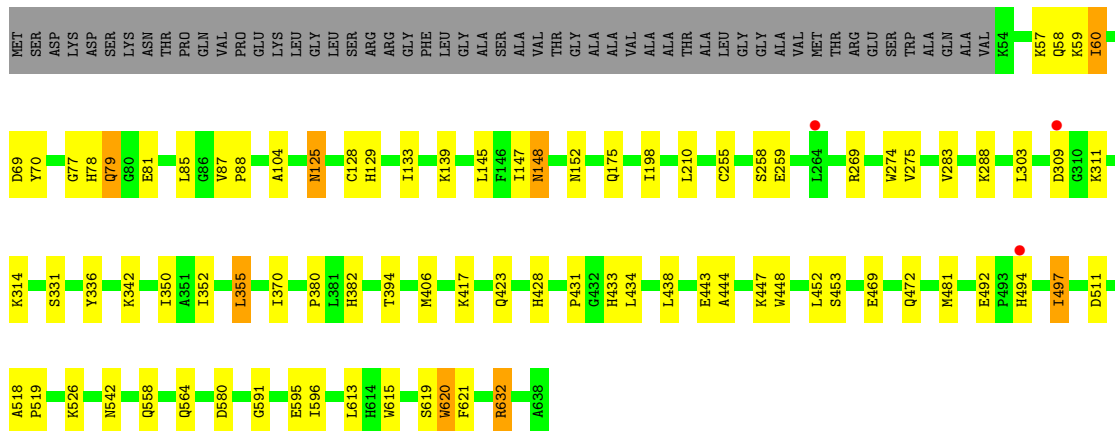 MET SER ASP LYS ASP SER LYS ASN THR PRO GLN VAL PRO GLU LYS LEU GLY LEU SER ARG ARG GLY PHE LEU GLY ALA SER ALA VAL THR GLY ALA ALA VAL ALA ALA THR ALA LEU GLY GLY ALA VAL MET THR ARG GLU SER TRP ALA GLN ALA VAL K54 K57 Q58 K59 I60
D69 Y70 G77 H78 Q79 G80 E81 L85 G86 V87 P88 A104 N125 C128 H129 I133 K139 L145 F146 I147 N148 N152 Q175 I198 L210 C255 S258 E259 L264 R269 W274 V275 V283 K288 L303 D309 G310 K311
K314 S331 Y336 K342 I350 A351 I352 L355 I370 P380 L381 H382 T394 M406 K417 Q423 H428 P431 G432 H433 L434 L438 E443 A444 K447 W448 L452 S453 E469 Q472 M481 E492 P493 H494 I497 D511
A518 P519 K526 N542 Q558 Q564 D580 G591 E595 I596 L613 H614 W615 S619 W620 F621 R632 A638